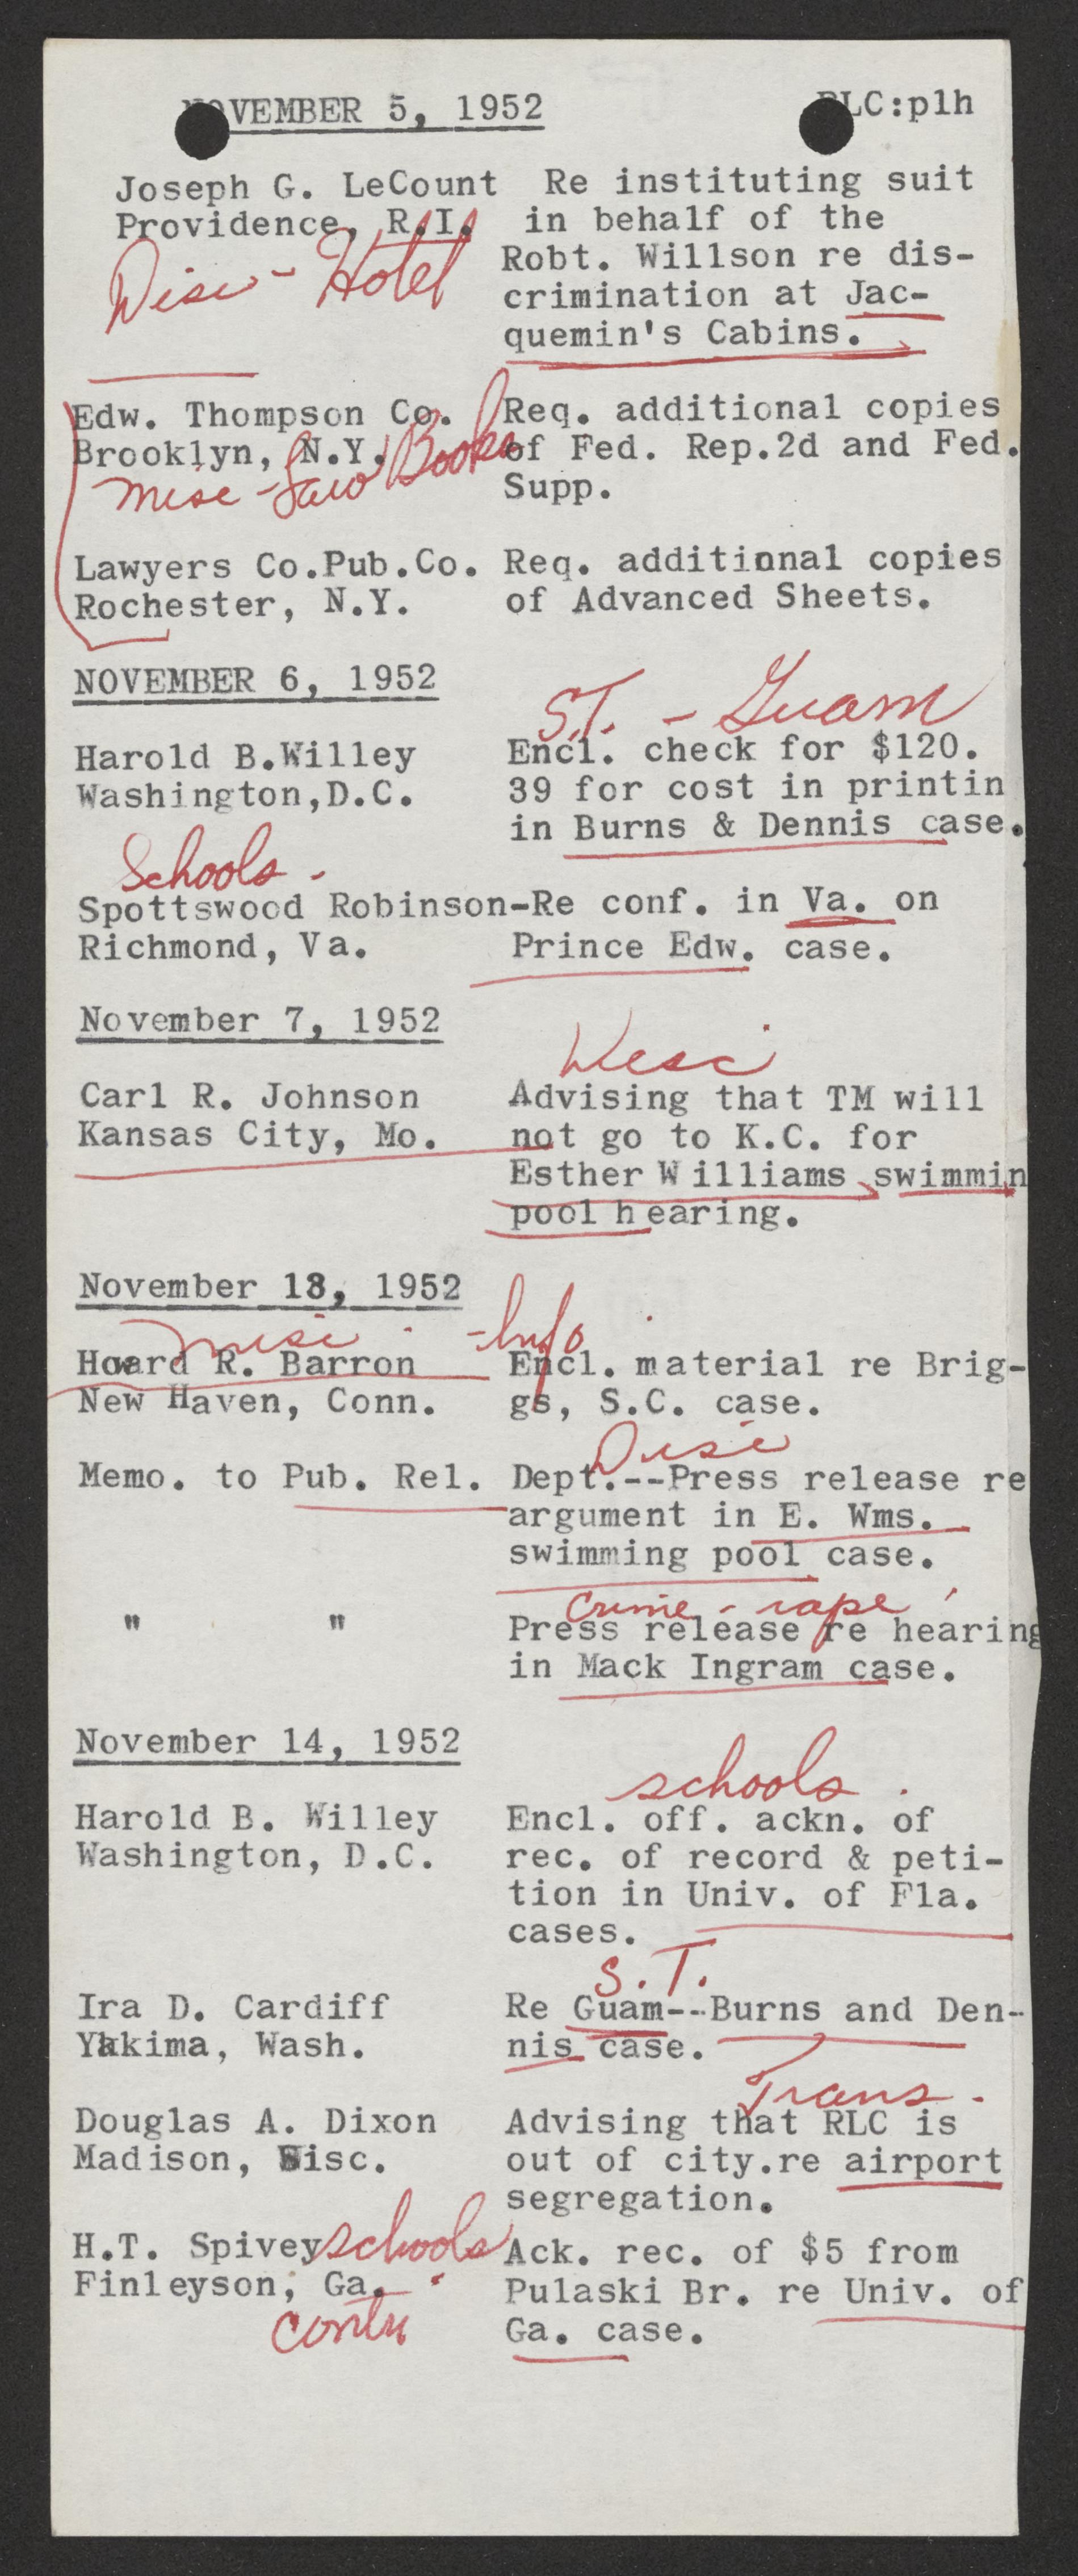 NOVEMBER 5, 1952 RLC:plh
Joseph G. LeCount Re instituting suit
Providence, R.I. in behalf of the
Disc - Hotel
Robt. Willson re dis-
crimination at Jac-
quemin's Cabins.
Edw. Thompson Co. Req. additional copies
Brooklyn, N.Y. of Fed. Rep.2d and Fed.
Misc - Law Books
Supp.
Lawyers Co.Pub.Co. Req. additional copies
Rochester, N.Y. of Advanced Sheets.
NOVEMBER 6, 1952
S.T. - Guam
Harold B.Willey Encl. check for $120.
Washington,D.C. 39 for cost in printin
in Burns & Dennis case.
Schools -
Spottswood Robinson-Re conf. in Va. on
Richmond, Va. Prince Edw. case.
November 7, 1952
Disc
Carl R. Johnson Advising that TM will
Kansas City, Mo. not go to K.C. for
Esther Williams swimmin
pool hearing.
November 13, 1952
Misc - Info
Howard R. Barron Encl. material re Brig-
New Haven, Conn. gs, S.C. case.
Disc
Memo. to Pub. Rel. Dept.--Press release re
argument in E. Wms.
swimming pool case.
Crime - rape
" " Press release re hearing
in Mack Ingram case.
November 14, 1952
schools
Harold B. Willey Encl. off. ackn. of
Washington, D.C. rec. of record & peti-
tion in Univ. of Fla.
cases.
S.T.
Ira D. Cardiff Re Guam--Burns and Den-
Yakima, Wash. nis case.
Trans -
Douglas A. Dixon Advising that RLC is
Madison, Wisc. out of city.re airport
segregation.
H.T. Spivey schools Ack. rec. of $5 from
Finleyson, Ga. Pulaski Br. re Univ. of
contr Ga. case.